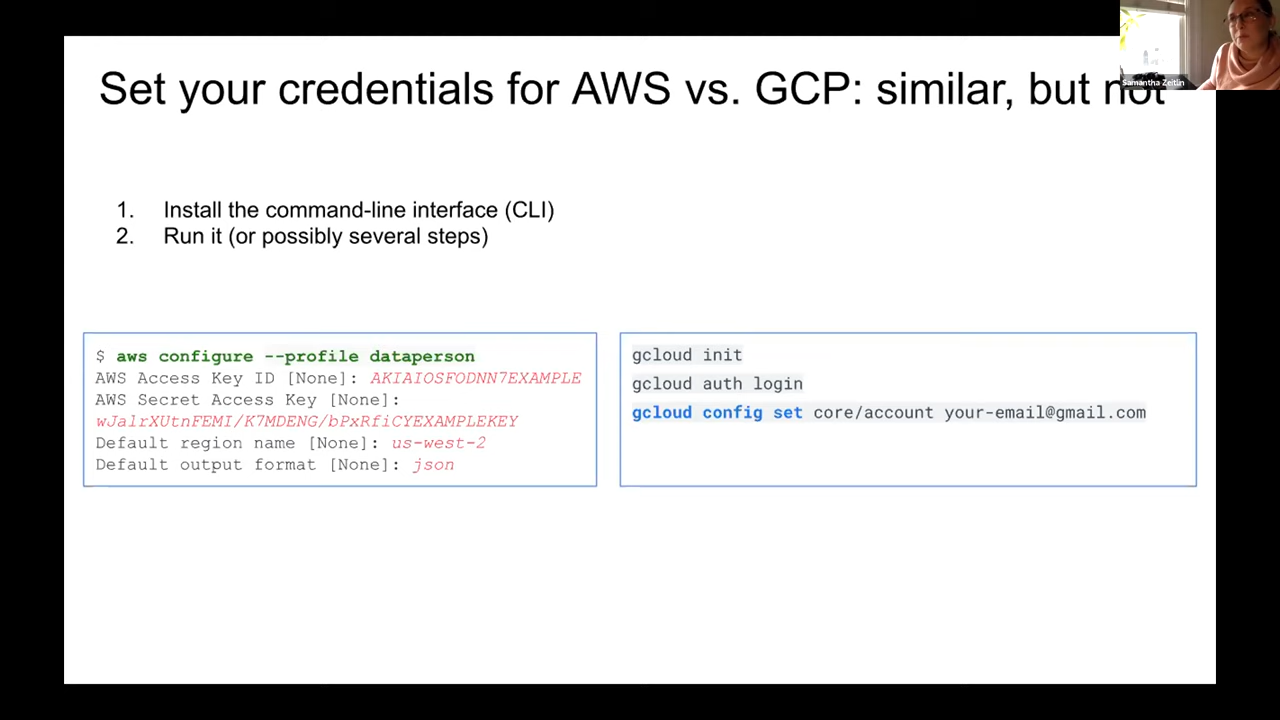 Set your credentials for AWS vs. GCP: similar, but not
Samantha Zeitlin
1. Install the command-line interface (CLI)
2. Run it (or possibly several steps)
$ aws configure --profile dataperson
AWS Access Key ID [None]: AKIAIOSFODNN7EXAMPLE
AWS Secret Access Key [None]:
wJalrXUtnFEMI/K7MDENG/bPxRfiCYEXAMPLEKEY
Default region name [None]: us-west-2
Default output format [None]: json
gcloud init
gcloud auth login
gcloud config set core/account your-email@gmail.com